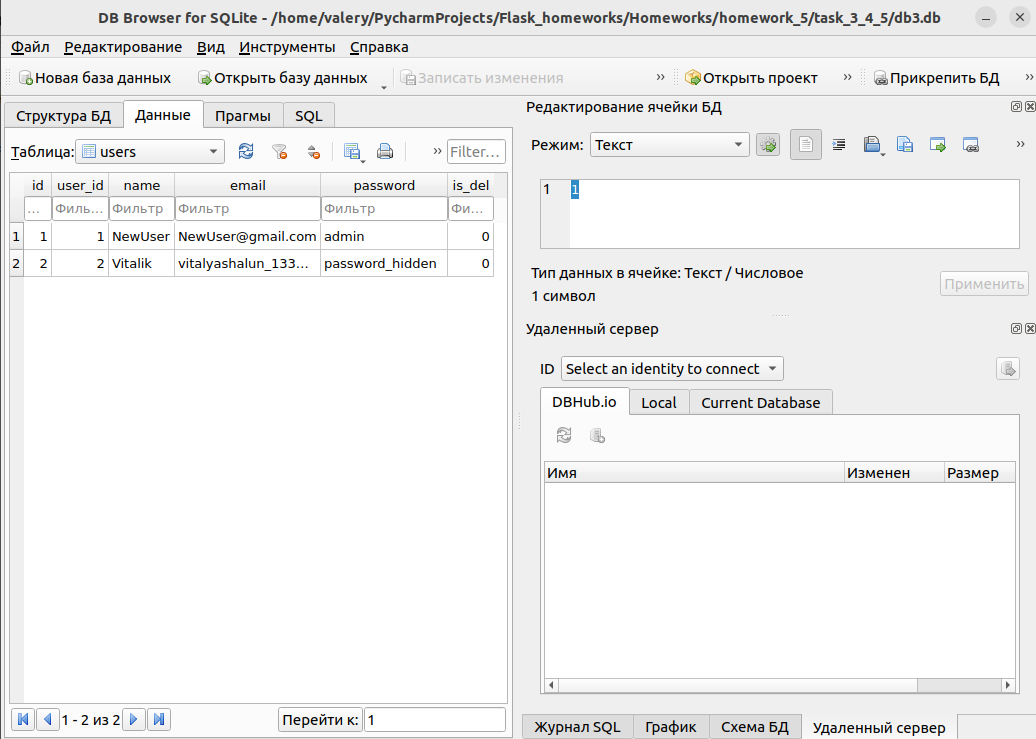 DB Browser for SQLite - /home/valery/PycharmProjects/Flask_homeworks/Homeworks/homework_5/task_3_4_5/db3.db
Файл Редактирование Вид Инструменты Справка
Новая база данных Открыть базу данных Записать изменения » Открыть проект » Прикрепить БД »
Структура БД Данные Прагмы SQL
Таблица: users » Filter...
id user_id name email password is_del
... Филь... Фильтр Фильтр Фильтр Фи...
1 1 1 NewUser NewUser@gmail.com admin 0
2 2 2 Vitalik vitalyashalun_133... password_hidden 0
1 - 2 из 2 Перейти к: 1
Редактирование ячейки БД
Режим: Текст »
1 1
Тип данных в ячейке: Текст / Числовое
1 символ
Применить
Удаленный сервер
ID Select an identity to connect
DBHub.io Local Current Database
Имя Изменен Размер
Журнал SQL График Схема БД Удаленный сервер